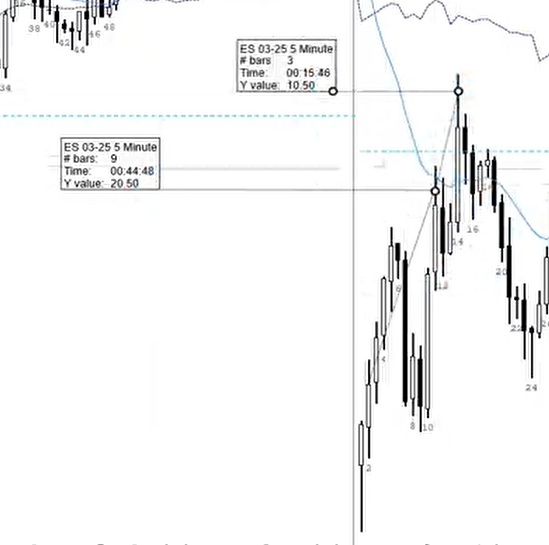 38
40
48
46
42
44
34
ES 03-25 5 Minute
# bars 3
Time: 00:15:46
Y value: 10.50
ES 03-25 5 Minute
# bars: 9
Time: 00:44:48
Y value: 20.50
16
14
20
6
4
22
24
8
10
2